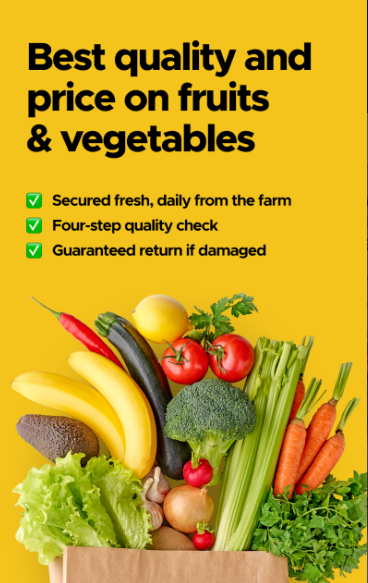 Best quality and
price on fruits
& vegetables
✅ Secured fresh, daily from the farm
✅ Four-step quality check
✅ Guaranteed return if damaged